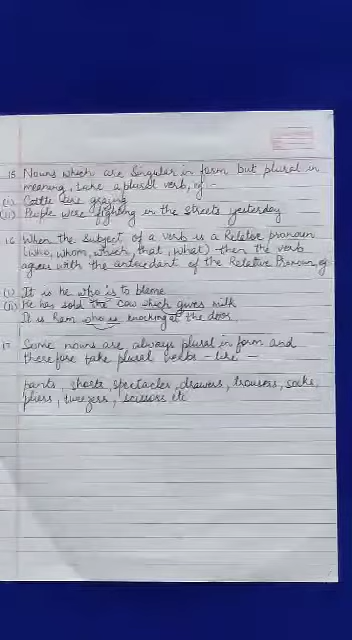 15 Nouns which are Singular in form but plural in
meaning, take a plural verb, eg -
(i) Cattle are grazing
(ii) People were fighting in the streets yesterday
16 When the subject of a verb is a Relative pronoun
(who, whom, which, that, what) then the verb
agrees with the antecedent of the Relative Pronoun eg
(i) It is he who is to blame
(ii) He has sold the cow which gives milk
It is Ram who is knocking at the door
17 Some nouns are always plural in form and
therefore take plural verbs - like -
pants, shorts, spectacles, drawers, trousers, socks,
pliers, tweezers, scissors etc